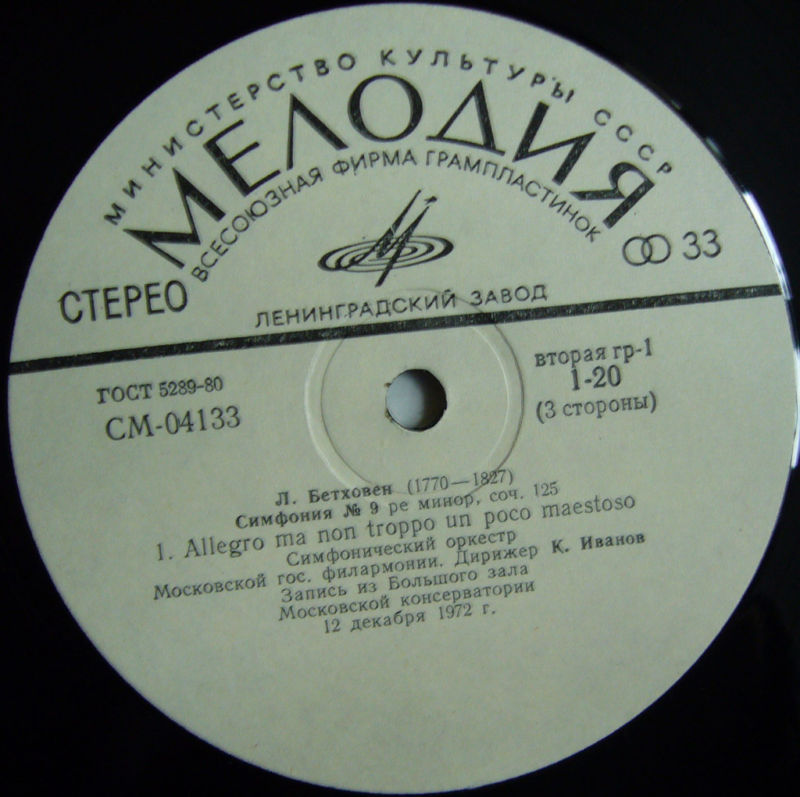 МИНИСТЕРСТВО КУЛЬТУРЫ СССР
МЕЛОДИЯ
ВСЕСОЮЗНАЯ ФИРМА ГРАМПЛАСТИНОК
СТЕРЕО
33
ЛЕНИНГРАДСКИЙ ЗАВОД
ГОСТ 5289-80
СМ-04133
вторая гр-1
1-20
(3 стороны)
Л. Бетховен (1770—1827)
Симфония № 9 ре минор, соч. 125
1. Allegro ma non troppo un poco maestoso
Симфонический оркестр
Московской гос. филармонии. Дирижер К. Иванов
Запись из Большого зала
Московской консерватории
12 декабря 1972 г.